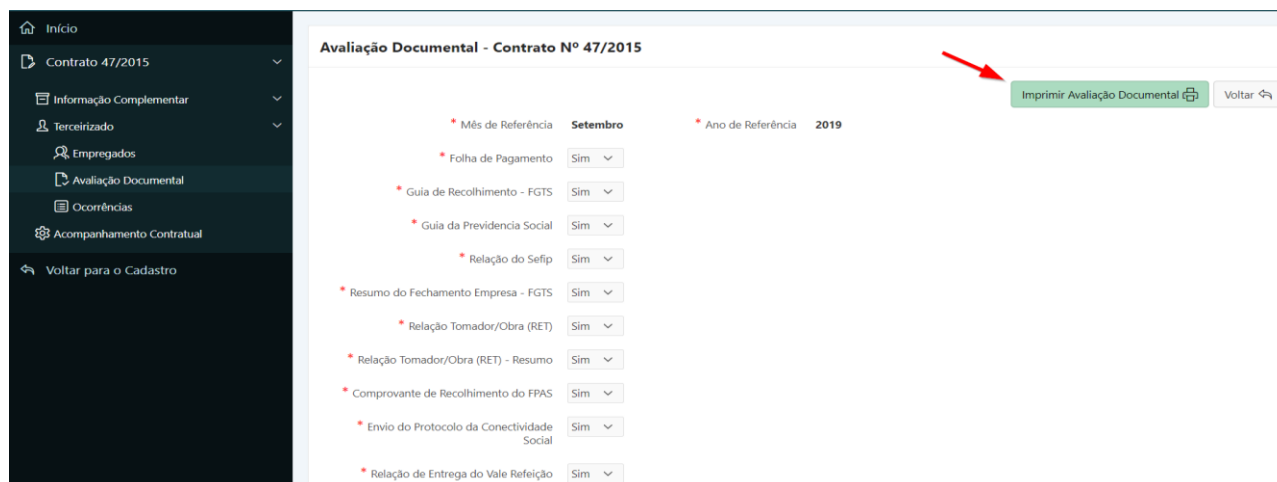 Início
Contrato 47/2015
Informação Complementar
Terceirizado
Empregados
Avaliação Documental
Ocorrências
Acompanhamento Contratual
Voltar para o Cadastro
Avaliação Documental - Contrato Nº 47/2015
Imprimir Avaliação Documental Voltar
* Mês de Referência Setembro * Ano de Referência 2019
* Folha de Pagamento Sim
* Guia de Recolhimento - FGTS Sim
* Guia da Previdencia Social Sim
* Relação do Sefip Sim
* Resumo do Fechamento Empresa - FGTS Sim
* Relação Tomador/Obra (RET) Sim
* Relação Tomador/Obra (RET) - Resumo Sim
* Comprovante de Recolhimento do FPAS Sim
* Envio do Protocolo da Conectividade Sim
Social
* Relação de Entrega do Vale Refeição Sim